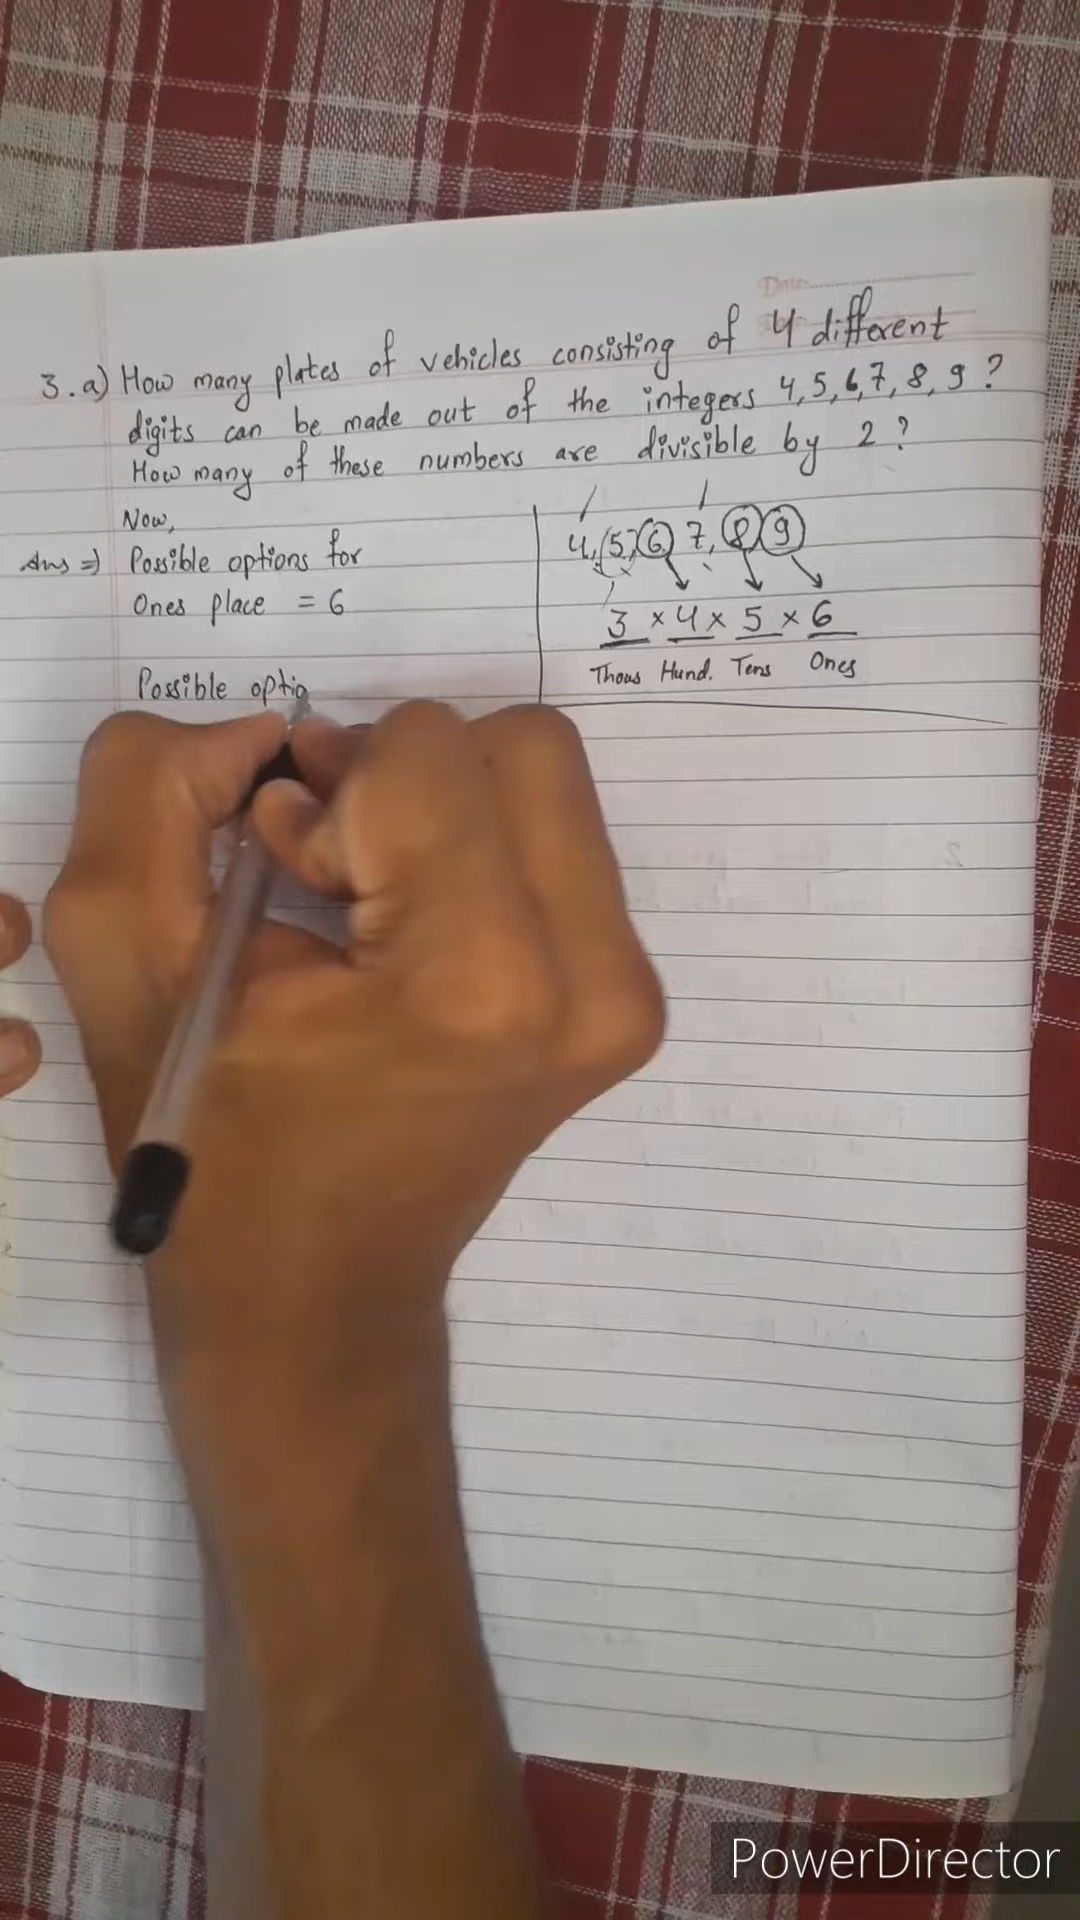 Date:
3. a) How many plates of vehicles consisting of 4 different
digits can be made out of the integers 4, 5, 6, 7, 8, 9 ?
How many of these numbers are divisible by 2 ?
Now,
Ans ⇒ Possible options for
Ones place = 6
Possible optio
4, 5, 6 7, 8 9
3 × 4 × 5 × 6
Thous Hund. Tens Ones
PowerDirector